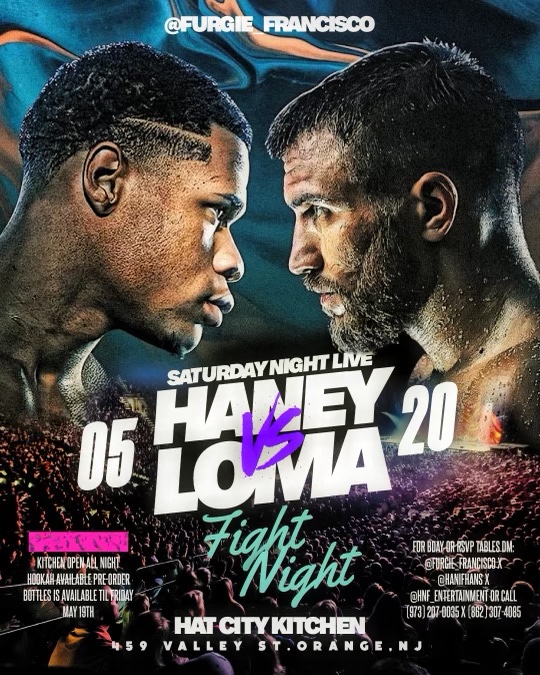 @FURGIE_FRANCISCO
SATURDAY NIGHT LIVE
HANEY
VS
LOMA
05
20
Fight
Night
KITCHEN OPEN ALL NIGHT
HOOKAH AVAILABLE PRE-ORDER
BOTTLES IS AVAILABLE TIL FRIDAY
MAY 19TH
FOR BDAY OR RSVP TABLES DM:
@FURGIE_FRANCISCO X
@HANIFHANS X
@HNF_ENTERTAINMENT OR CALL
(973) 207-0035 X (862) 307-4085
HAT CITY KITCHEN
459 VALLEY ST. ORANGE, NJ